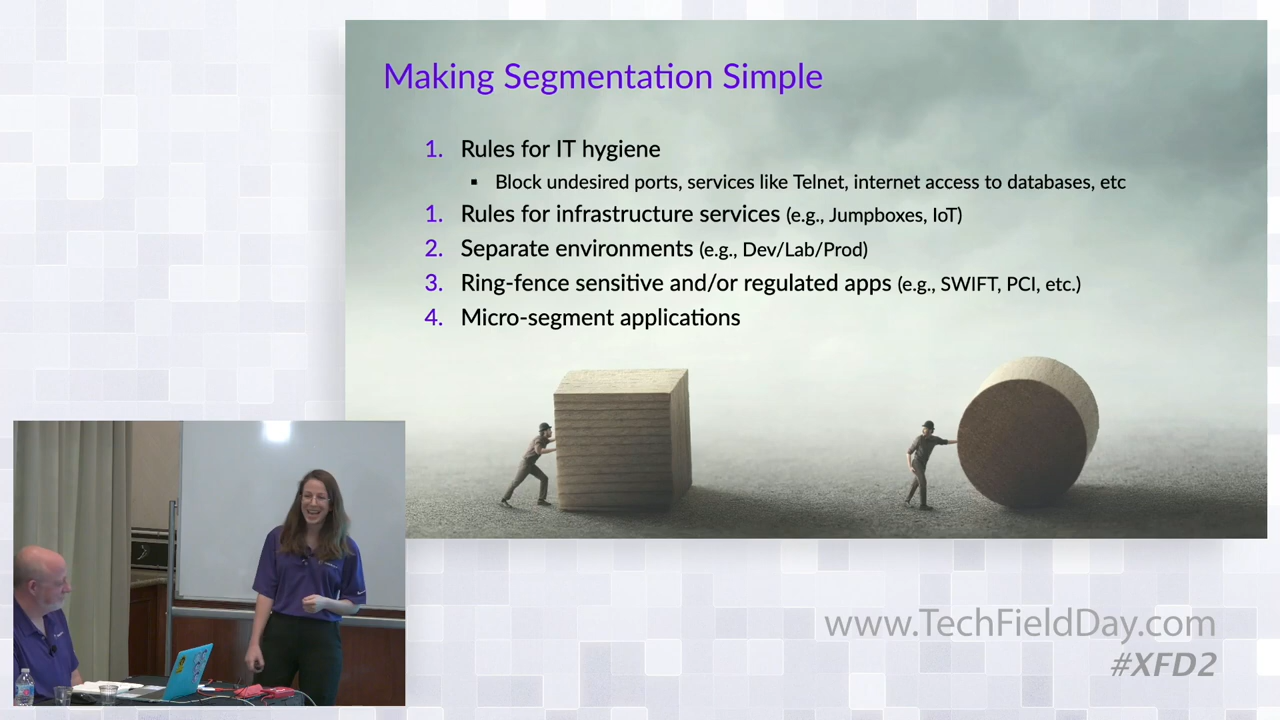 Making Segmentation Simple
1. Rules for IT hygiene
▪ Block undesired ports, services like Telnet, internet access to databases, etc
1. Rules for infrastructure services (e.g., Jumpboxes, IoT)
2. Separate environments (e.g., Dev/Lab/Prod)
3. Ring-fence sensitive and/or regulated apps (e.g., SWIFT, PCI, etc.)
4. Micro-segment applications
www.TechFieldDay.com
#XFD2